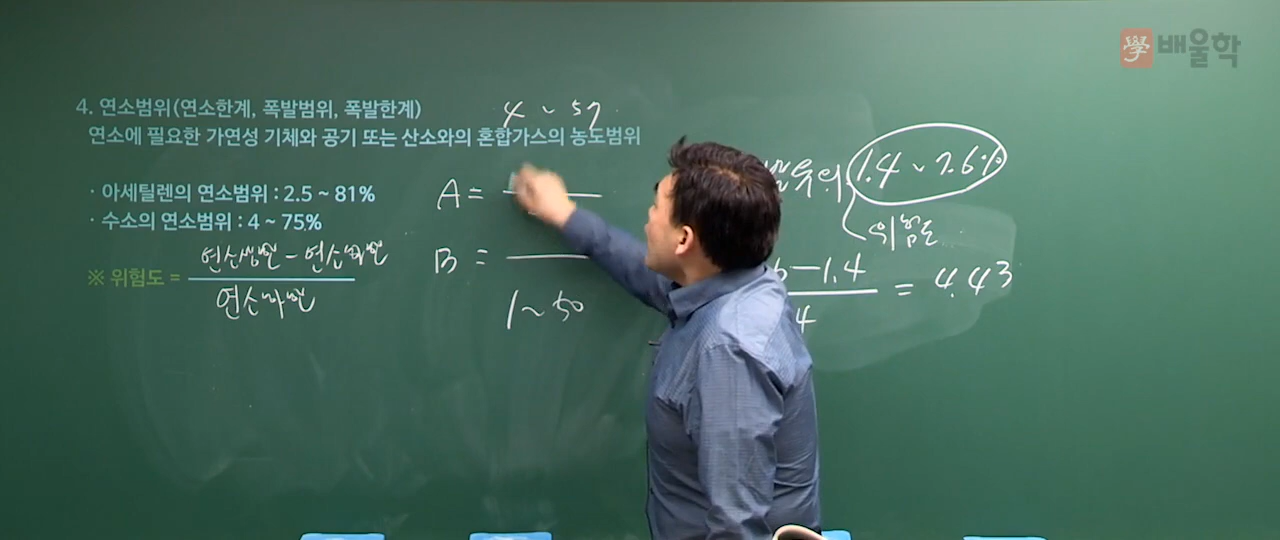 學 배울학
4. 연소범위(연소한계, 폭발범위, 폭발한계)
연소에 필요한 가연성 기체와 공기 또는 산소와의 혼합가스의 농도범위
· 아세틸렌의 연소범위 : 2.5 ~ 81%
· 수소의 연소범위 : 4 ~ 75%
※ 위험도 =
연소상한 - 연소하한
연소하한
4 ~ 57
A =
B =
1 ~ 50
1.4 ~ 7.6%
위험도
6 - 1.4
4
= 4.43